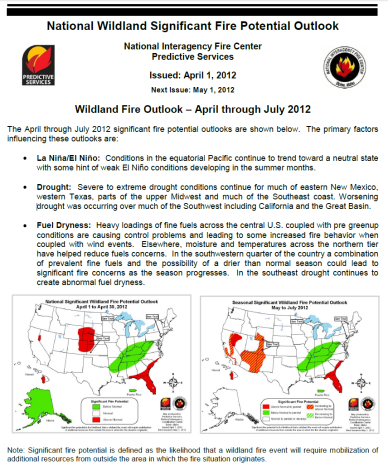 National Wildland Significant Fire Potential Outlook
National Interagency Fire Center
Predictive Services
Issued: April 1, 2012
Next Issue: May 1, 2012
PREDICTIVE
SERVICES
Wildland Fire Outlook – April through July 2012
The April through July 2012 significant fire potential outlooks are shown below. The primary factors
influencing these outlooks are:
• La Niña/El Niño: Conditions in the equatorial Pacific continue to trend toward a neutral state
with some hint of weak El Niño conditions developing in the summer months.
• Drought: Severe to extreme drought conditions continue for much of eastern New Mexico,
western Texas, parts of the upper Midwest and much of the Southeast coast. Worsening
drought was occurring over much of the Southwest including California and the Great Basin.
• Fuel Dryness: Heavy loadings of fine fuels across the central U.S. coupled with pre greenup
conditions are causing control problems and leading to some increased fire behavior when
coupled with wind events. Elsewhere, moisture and temperatures across the northern tier
have helped reduce fuels concerns. In the southwestern quarter of the country a combination
of prevalent fine fuels and the possibility of a drier than normal season could lead to
significant fire concerns as the season progresses. In the southeast drought continues to
create abnormal fuel dryness.
National Significant Wildland Fire Potential Outlook
April 1 to April 30, 2012
Significant Fire Potential
Seasonal Significant Wildland Fire Potential Outlook
May to July 2012
Significant Fire Potential
Note: Significant fire potential is defined as the likelihood that a wildland fire event will require mobilization of
additional resources from outside the area in which the fire situation originates.